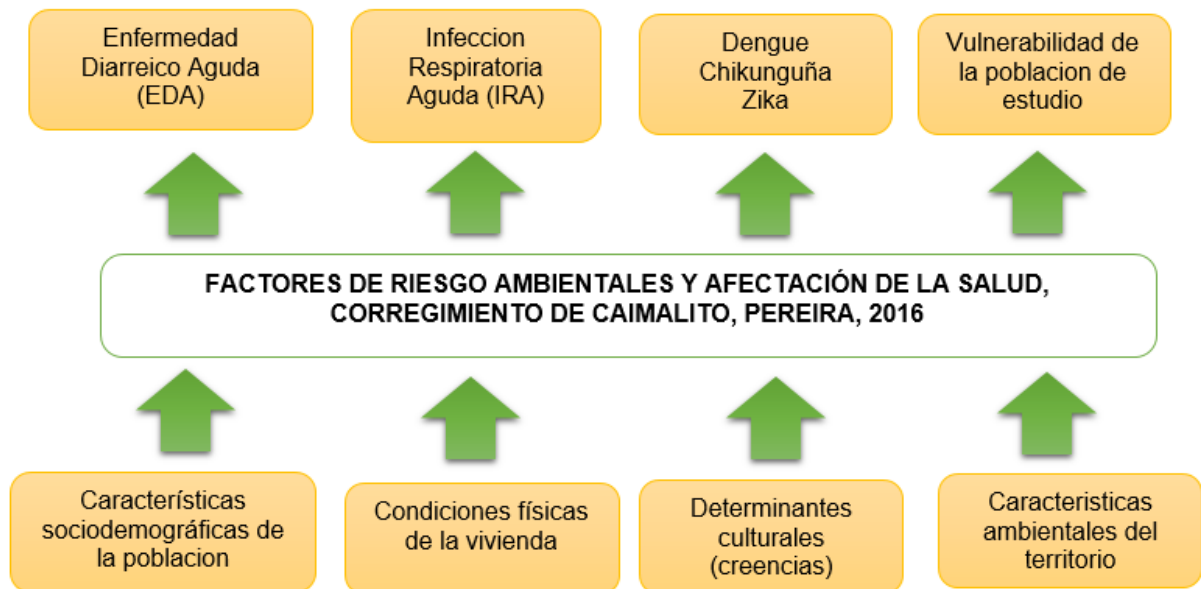 Enfermedad
Diarreico Aguda
(EDA)
Infeccion
Respiratoria
Aguda (IRA)
Dengue
Chikunguña
Zika
Vulnerabilidad de
la poblacion de
estudio
FACTORES DE RIESGO AMBIENTALES Y AFECTACIÓN DE LA SALUD,
CORREGIMIENTO DE CAIMALITO, PEREIRA, 2016
Característicias
sociodemográficas de
la poblacion
Condiciones físicas
de la vivienda
Determinantes
culturales
(creencias)
Caracteristicas
ambientales del
territorio